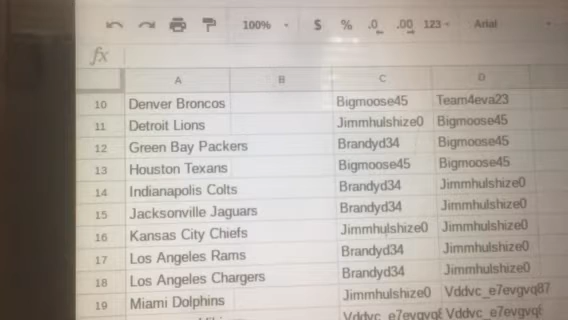 100% $ % .0 .00 123 Arial
fx
A B C D
10 Denver Broncos Bigmoose45 Team4eva23
11 Detroit Lions Jimmhulshize0 Bigmoose45
12 Green Bay Packers Brandyd34 Bigmoose45
13 Houston Texans Bigmoose45 Bigmoose45
14 Indianapolis Colts Brandyd34 Jimmhulshize0
15 Jacksonville Jaguars Brandyd34 Jimmhulshize0
16 Kansas City Chiefs Jimmhulshize0 Jimmhulshize0
17 Los Angeles Rams Brandyd34 Jimmhulshize0
18 Los Angeles Chargers Brandyd34 Jimmhulshize0
19 Miami Dolphins Jimmhulshize0 Vddvc_e7evgvq87